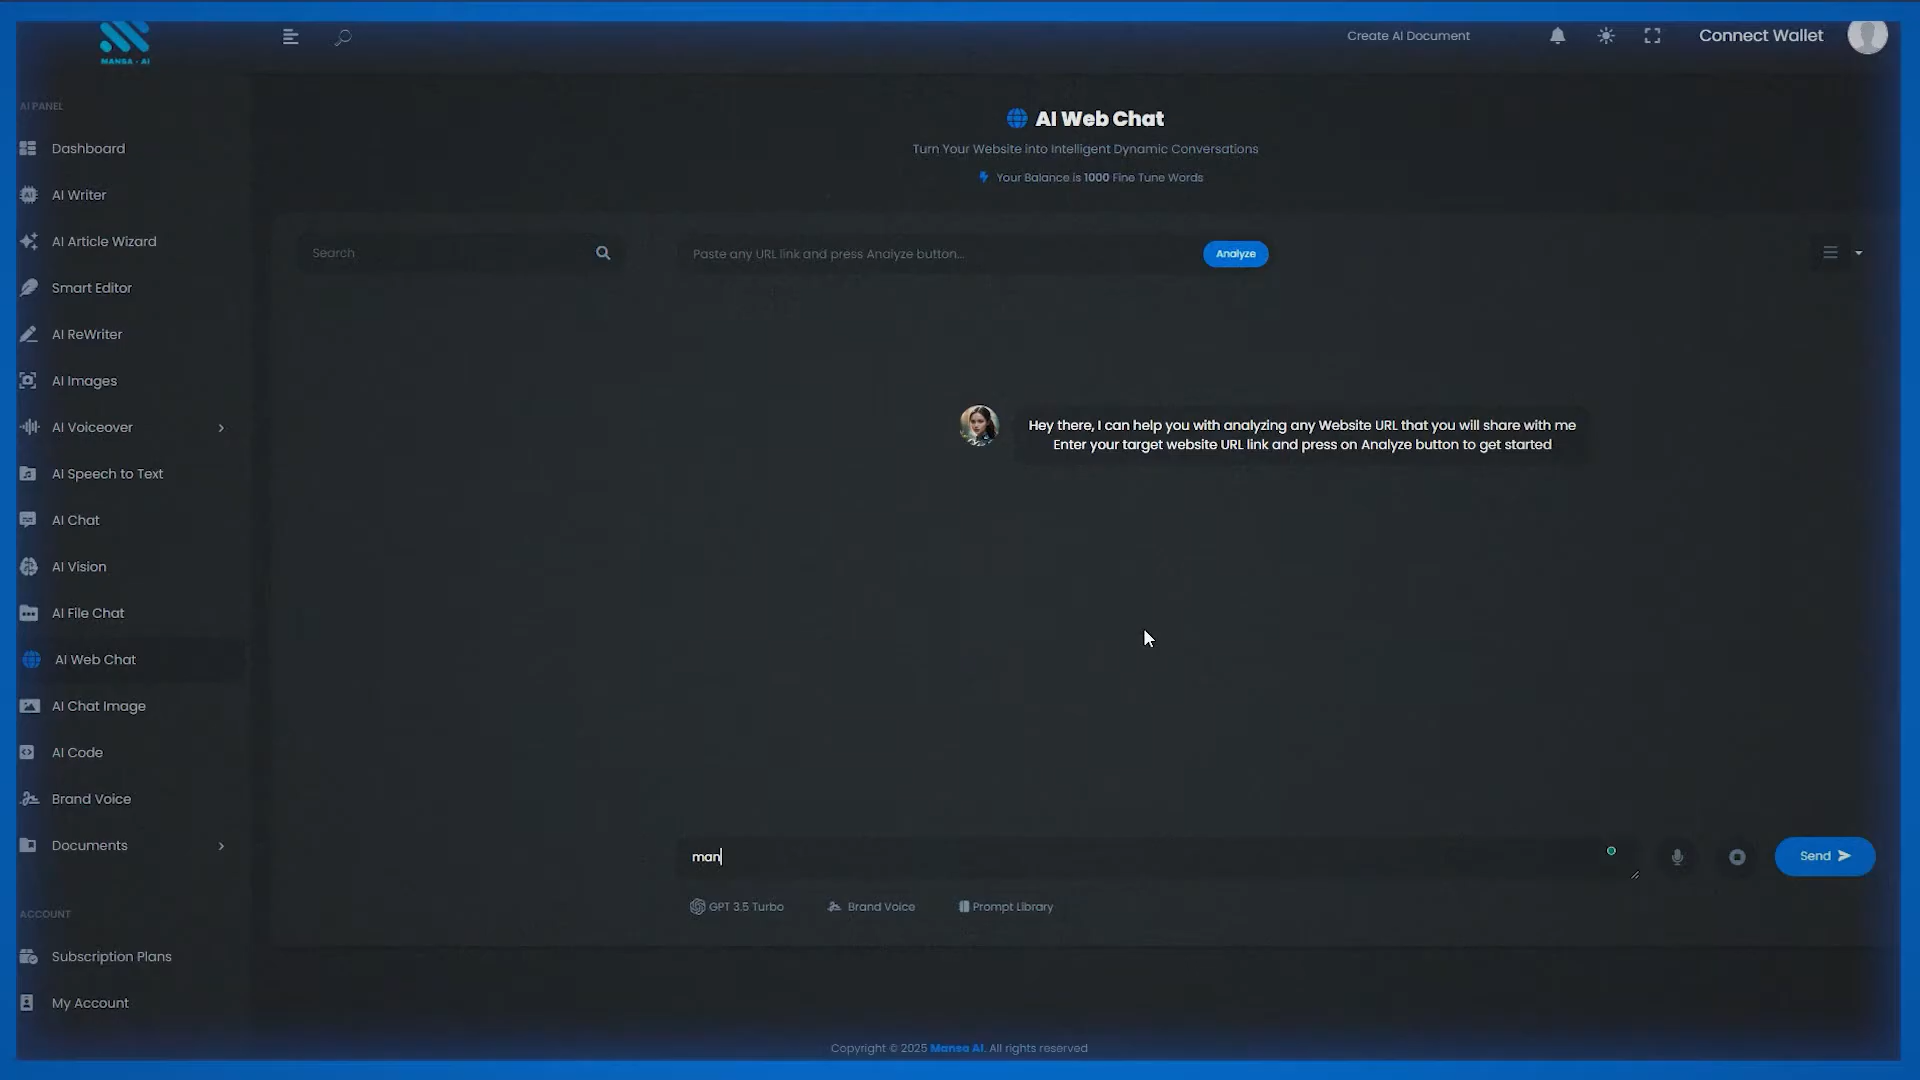 MANSA - AI
Create AI Document
Connect Wallet
AI PANEL
Dashboard
AI Writer
AI Article Wizard
Smart Editor
AI ReWriter
AI Images
AI Voiceover
AI Speech to Text
AI Chat
AI Vision
AI File Chat
AI Web Chat
AI Chat Image
AI Code
Brand Voice
Documents
ACCOUNT
Subscription Plans
My Account
AI Web Chat
Turn Your Website into Intelligent Dynamic Conversations
Your Balance is 1000 Fine Tune Words
Search
Paste any URL link and press Analyze button...
Analyze
Hey there, I can help you with analyzing any Website URL that you will share with me
Enter your target website URL link and press on Analyze button to get started
man
Send
GPT 3.5 Turbo
Brand Voice
Prompt Library
Copyright © 2025 Mansa AI. All rights reserved